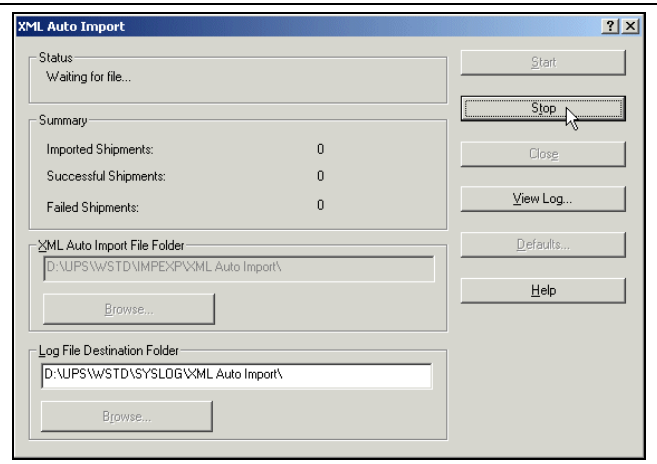 XML Auto Import
Status
Waiting for file...
Summary
Imported Shipments: 0
Successful Shipments: 0
Failed Shipments: 0
XML Auto Import File Folder
D:\UPS\WSTD\IMPEXP\XML Auto Import\
Browse...
Log File Destination Folder
D:\UPS\WSTD\SYSLOG\XML Auto Import\
Browse...
Start
Stop
Close
View Log...
Defaults...
Help